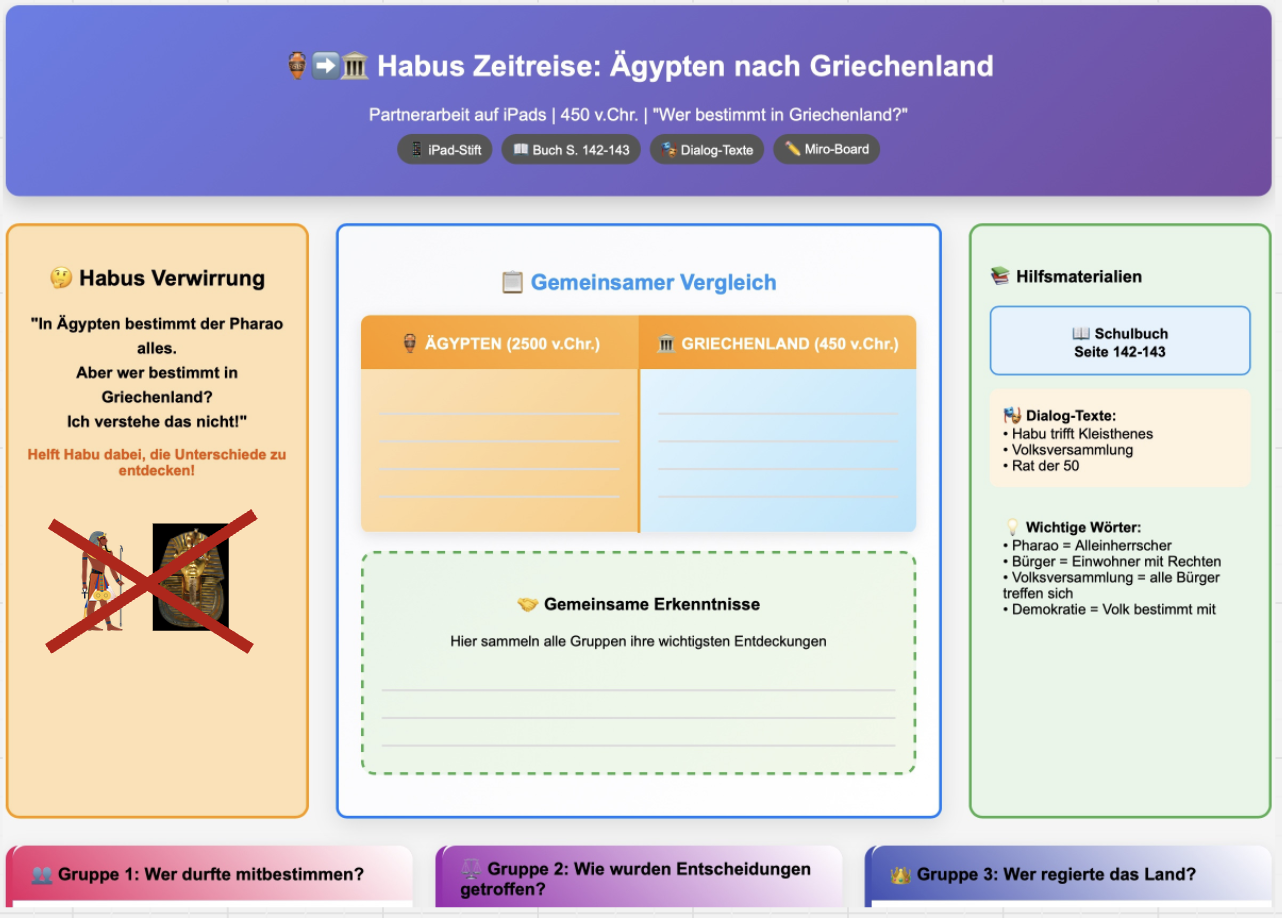 🏺➡️🏛️ Habus Zeitreise: Ägypten nach Griechenland
Partnerarbeit auf iPads | 450 v.Chr. | "Wer bestimmt in Griechenland?"
📱 iPad-Stift
📖 Buch S. 142-143
🎭 Dialog-Texte
✏️ Miro-Board
🤔 Habus Verwirrung
"In Ägypten bestimmt der Pharao
alles.
Aber wer bestimmt in
Griechenland?
Ich verstehe das nicht!"
Helft Habu dabei, die Unterschiede zu
entdecken!
📋 Gemeinsamer Vergleich
🏺 ÄGYPTEN (2500 v.Chr.)
🏛️ GRIECHENLAND (450 v.Chr.)
🤝 Gemeinsame Erkenntnisse
Hier sammeln alle Gruppen ihre wichtigsten Entdeckungen
📚 Hilfsmaterialien
📖 Schulbuch
Seite 142-143
🎭 Dialog-Texte:
• Habu trifft Kleisthenes
• Volksversammlung
• Rat der 50
💡 Wichtige Wörter:
• Pharao = Alleinherrscher
• Bürger = Einwohner mit Rechten
• Volksversammlung = alle Bürger
treffen sich
• Demokratie = Volk bestimmt mit
👥 Gruppe 1: Wer durfte mitbestimmen?
⚖️ Gruppe 2: Wie wurden Entscheidungen
getroffen?
👑 Gruppe 3: Wer regierte das Land?